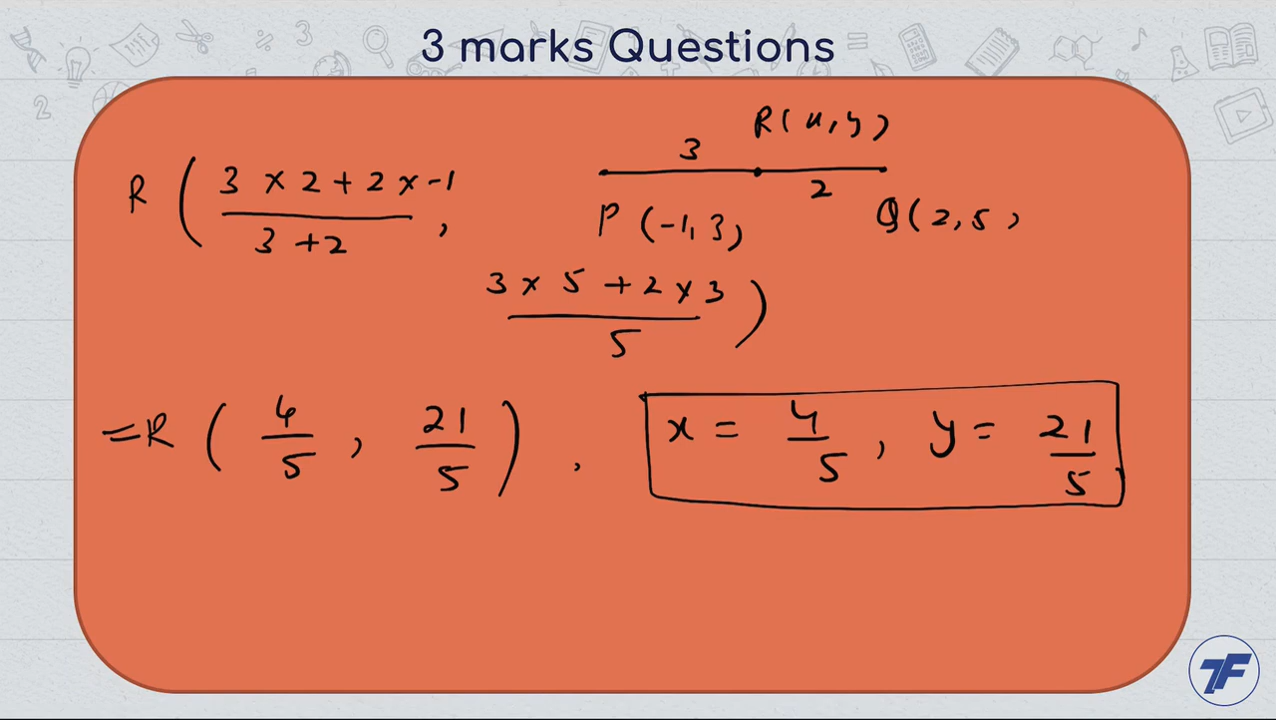 3 marks Questions
R(x,y)
3
R ( 3 × 2 + 2 × -1 / 3 + 2 ,
2
P (-1, 3)
Q(2,5)
3 × 5 + 2 × 3 / 5 )
= R ( 4/5 , 21/5 ) ,
x = 4/5 , y = 21/5
7F